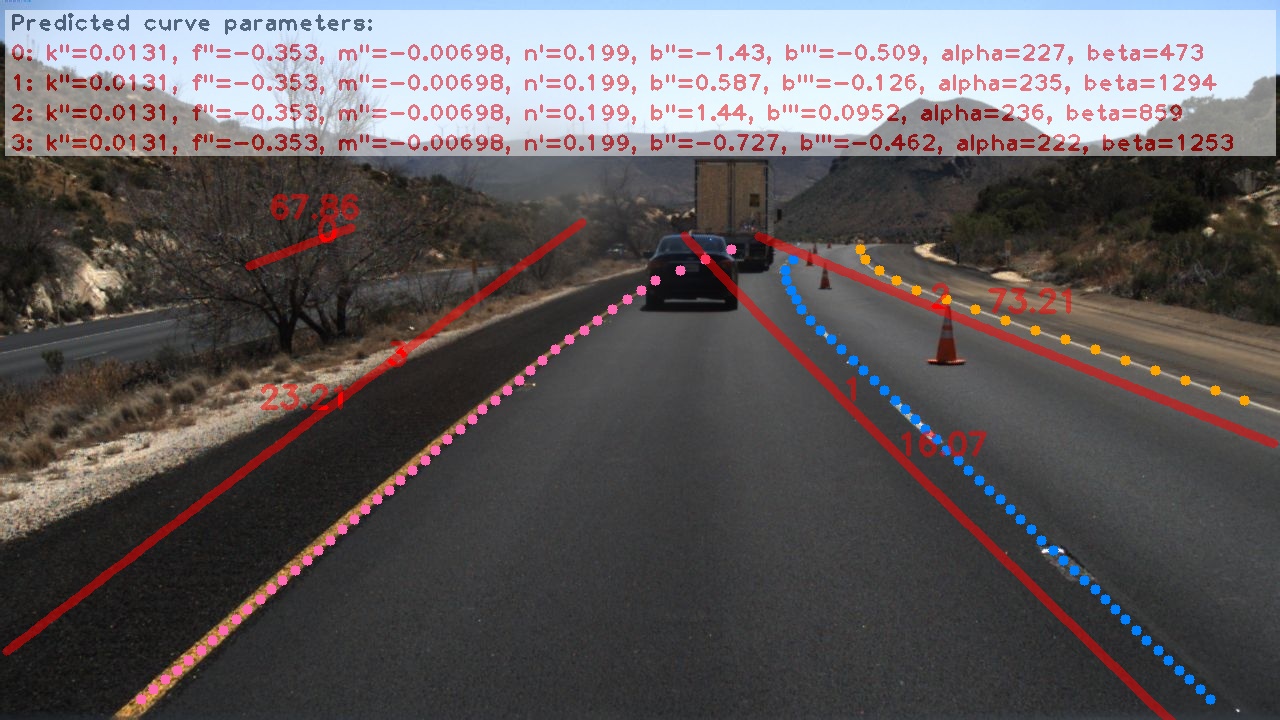 Predicted curve parameters:
0: k''=0.0131, f''=-0.353, m''=-0.00698, n'=0.199, b''=-1.43, b'''=-0.509, alpha=227, beta=473
1: k''=0.0131, f''=-0.353, m''=-0.00698, n'=0.199, b''=0.587, b'''=-0.126, alpha=235, beta=1294
2: k''=0.0131, f''=-0.353, m''=-0.00698, n'=0.199, b''=1.44, b'''=0.0952, alpha=236, beta=859
3: k''=0.0131, f''=-0.353, m''=-0.00698, n'=0.199, b''=-0.727, b'''=-0.462, alpha=222, beta=1253
67.86
0
2 73.21
3
23.21
1
16.07